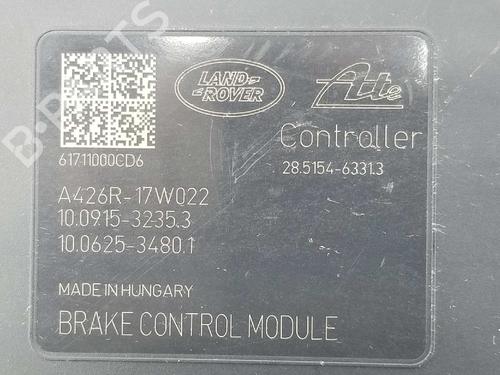 LAND
ROVER
Ate
Controller
61711000CD6
28.5154-6331.3
A426R-17W022
10.0915-3235.3
10.0625-3480.1
MADE IN HUNGARY
BRAKE CONTROL MODULE
B-PARTS